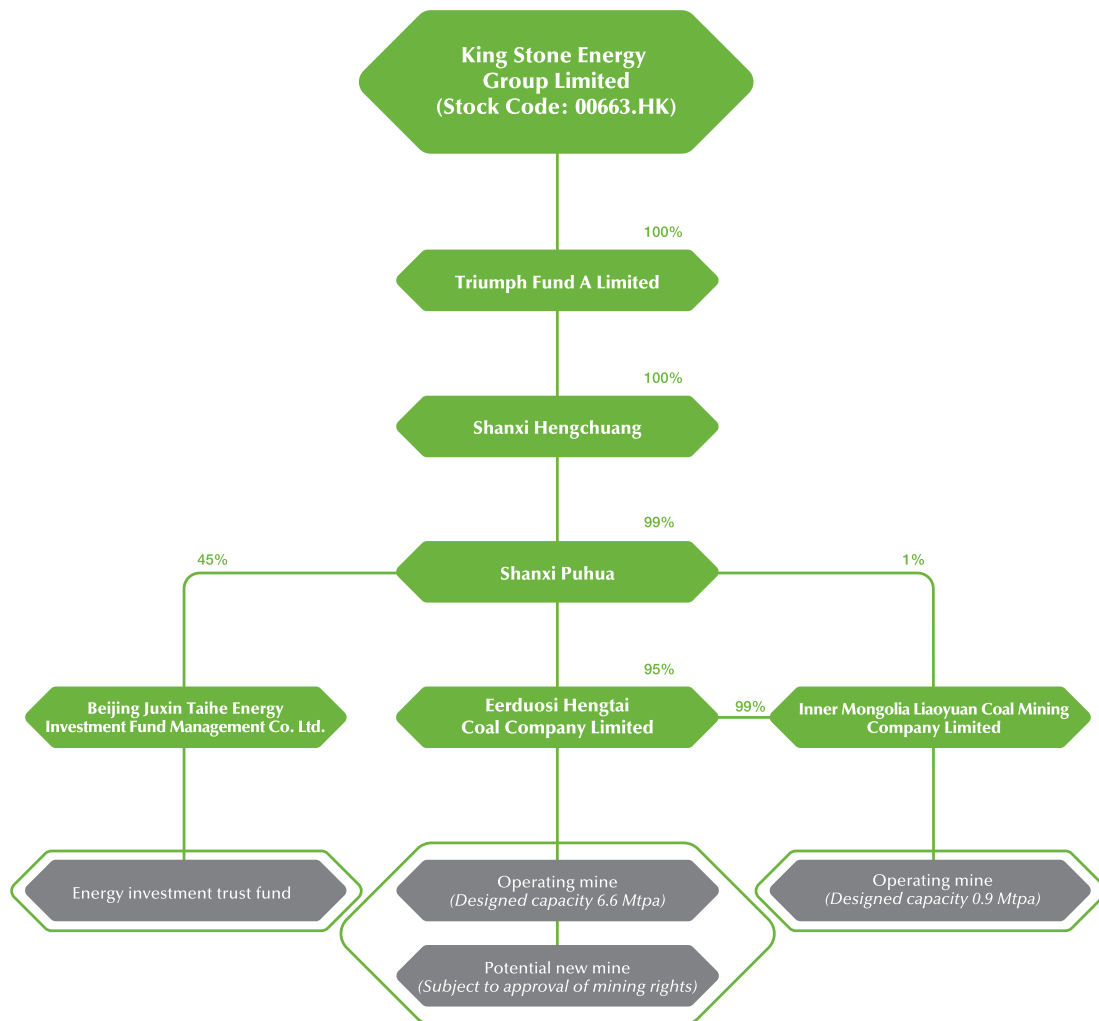 King Stone Energy
Group Limited
(Stock Code: 00663.HK)
100%
Triumph Fund A Limited
100%
Shanxi Hengchuang
99%
Shanxi Puhua
45%
1%
95%
Beijing Juxin Taihe Energy
Investment Fund Management Co. Ltd.
Eerduosi Hengtai
Coal Company Limited
99%
Inner Mongolia Liaoyuan Coal Mining
Company Limited
Energy investment trust fund
Operating mine
(Designed capacity 6.6 Mtpa)
Operating mine
(Designed capacity 0.9 Mtpa)
Potential new mine
(Subject to approval of mining rights)